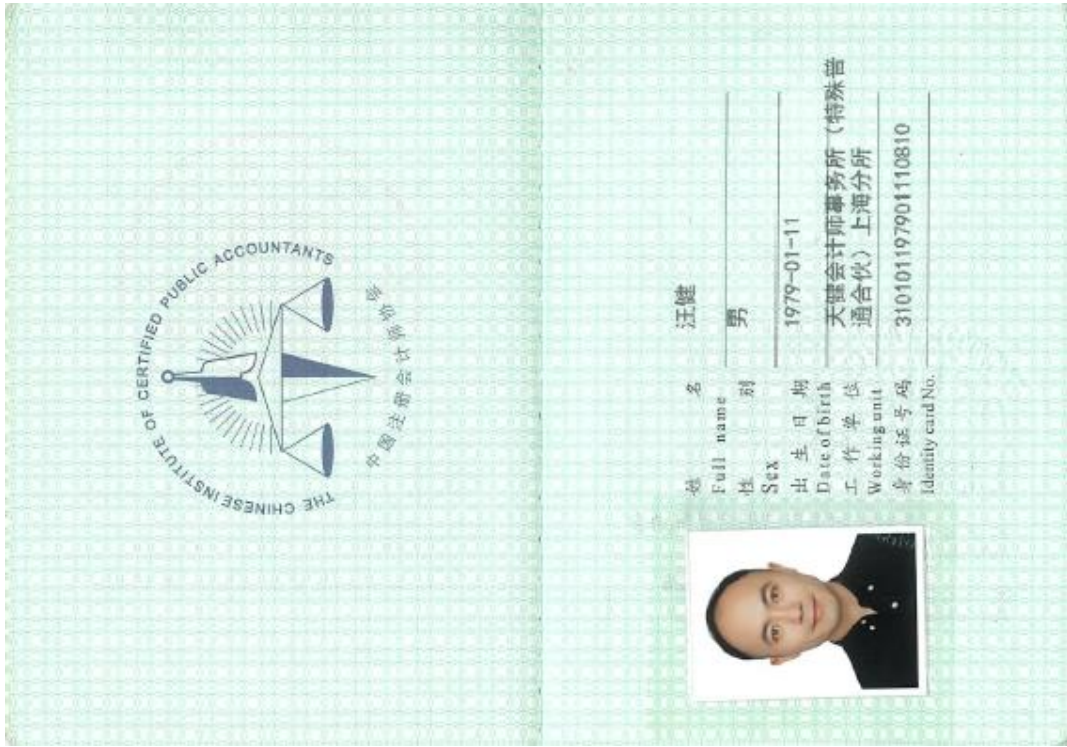 THE CHINESE INSTITUTE OF CERTIFIED PUBLIC ACCOUNTANTS
中国注册会计师协会
姓 名 汪健
Full name
性 别 男
Sex
出生日期 1979-01-11
Date of birth
工作单位 天健会计师事务所（特殊普
Working unit 通合伙）上海分所
身份证号码 310101197901110810
Identity card No.